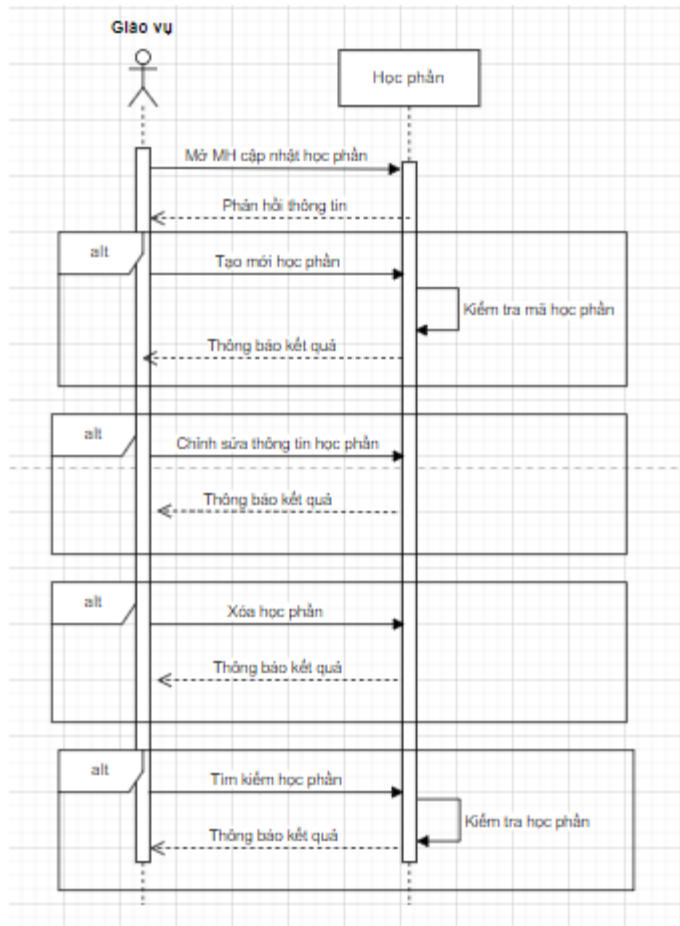 Giáo vụ
Học phần
Mở MH cập nhật học phần
Phản hồi thông tin
alt
Tạo mới học phần
Kiểm tra mã học phần
Thông báo kết quả
alt
Chỉnh sửa thông tin học phần
Thông báo kết quả
alt
Xóa học phần
Thông báo kết quả
alt
Tìm kiếm học phần
Kiểm tra học phần
Thông báo kết quả